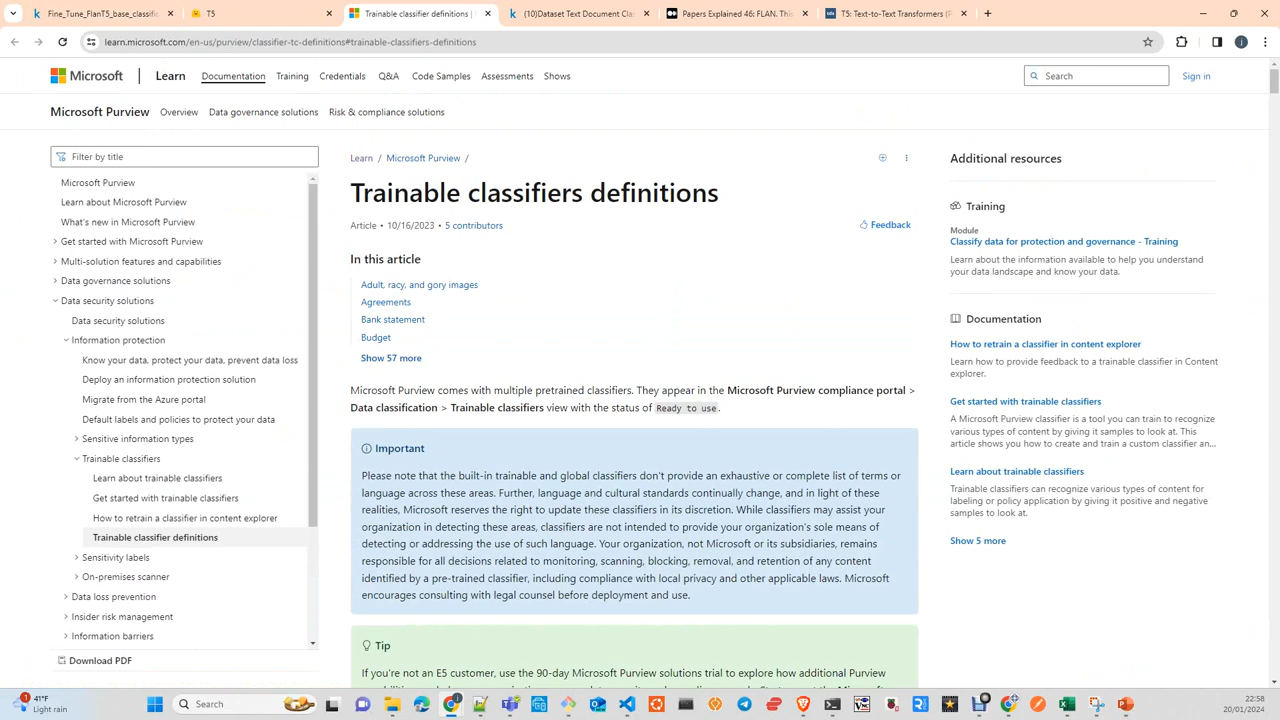 Fine_Tune_FlanT5_base_classific
T5
Trainable classifier definitions |
(10)Dataset Text Document Clas
Papers Explained 46: FLAN. This
T5: Text-to-Text Transformers (P
learn.microsoft.com/en-us/purview/classifier-tc-definitions#trainable-classifiers-definitions
Microsoft
Learn
Documentation
Training
Credentials
Q&A
Code Samples
Assessments
Shows
Search
Sign in
Microsoft Purview
Overview
Data governance solutions
Risk & compliance solutions
Filter by title
Microsoft Purview
Learn about Microsoft Purview
What's new in Microsoft Purview
Get started with Microsoft Purview
Multi-solution features and capabilities
Data governance solutions
Data security solutions
Data security solutions
Information protection
Know your data, protect your data, prevent data loss
Deploy an information protection solution
Migrate from the Azure portal
Default labels and policies to protect your data
Sensitive information types
Trainable classifiers
Learn about trainable classifiers
Get started with trainable classifiers
How to retrain a classifier in content explorer
Trainable classifier definitions
Sensitivity labels
On-premises scanner
Data loss prevention
Insider risk management
Information barriers
Download PDF
Learn / Microsoft Purview /
Trainable classifiers definitions
Article • 10/16/2023 • 5 contributors
Feedback
In this article
Adult, racy, and gory images
Agreements
Bank statement
Budget
Show 57 more
Microsoft Purview comes with multiple pretrained classifiers. They appear in the Microsoft Purview compliance portal >
Data classification > Trainable classifiers view with the status of Ready to use.
Important
Please note that the built-in trainable and global classifiers don't provide an exhaustive or complete list of terms or
language across these areas. Further, language and cultural standards continually change, and in light of these
realities, Microsoft reserves the right to update these classifiers in its discretion. While classifiers may assist your
organization in detecting these areas, classifiers are not intended to provide your organization's sole means of
detecting or addressing the use of such language. Your organization, not Microsoft or its subsidiaries, remains
responsible for all decisions related to monitoring, scanning, blocking, removal, and retention of any content
identified by a pre-trained classifier, including compliance with local privacy and other applicable laws. Microsoft
encourages consulting with legal counsel before deployment and use.
Tip
If you're not an E5 customer, use the 90-day Microsoft Purview solutions trial to explore how additional Purview
Additional resources
Training
Module
Classify data for protection and governance - Training
Learn about the information available to help you understand
your data landscape and know your data.
Documentation
How to retrain a classifier in content explorer
Learn how to provide feedback to a trainable classifier in Content
explorer.
Get started with trainable classifiers
A Microsoft Purview classifier is a tool you can train to recognize
various types of content by giving it samples to look at. This
article shows you how to create and train a custom classifier an...
Learn about trainable classifiers
Trainable classifiers can recognize various types of content for
labeling or policy application by giving it positive and negative
samples to look at.
Show 5 more
1
41°F
Light rain
Search
22:58
20/01/2024